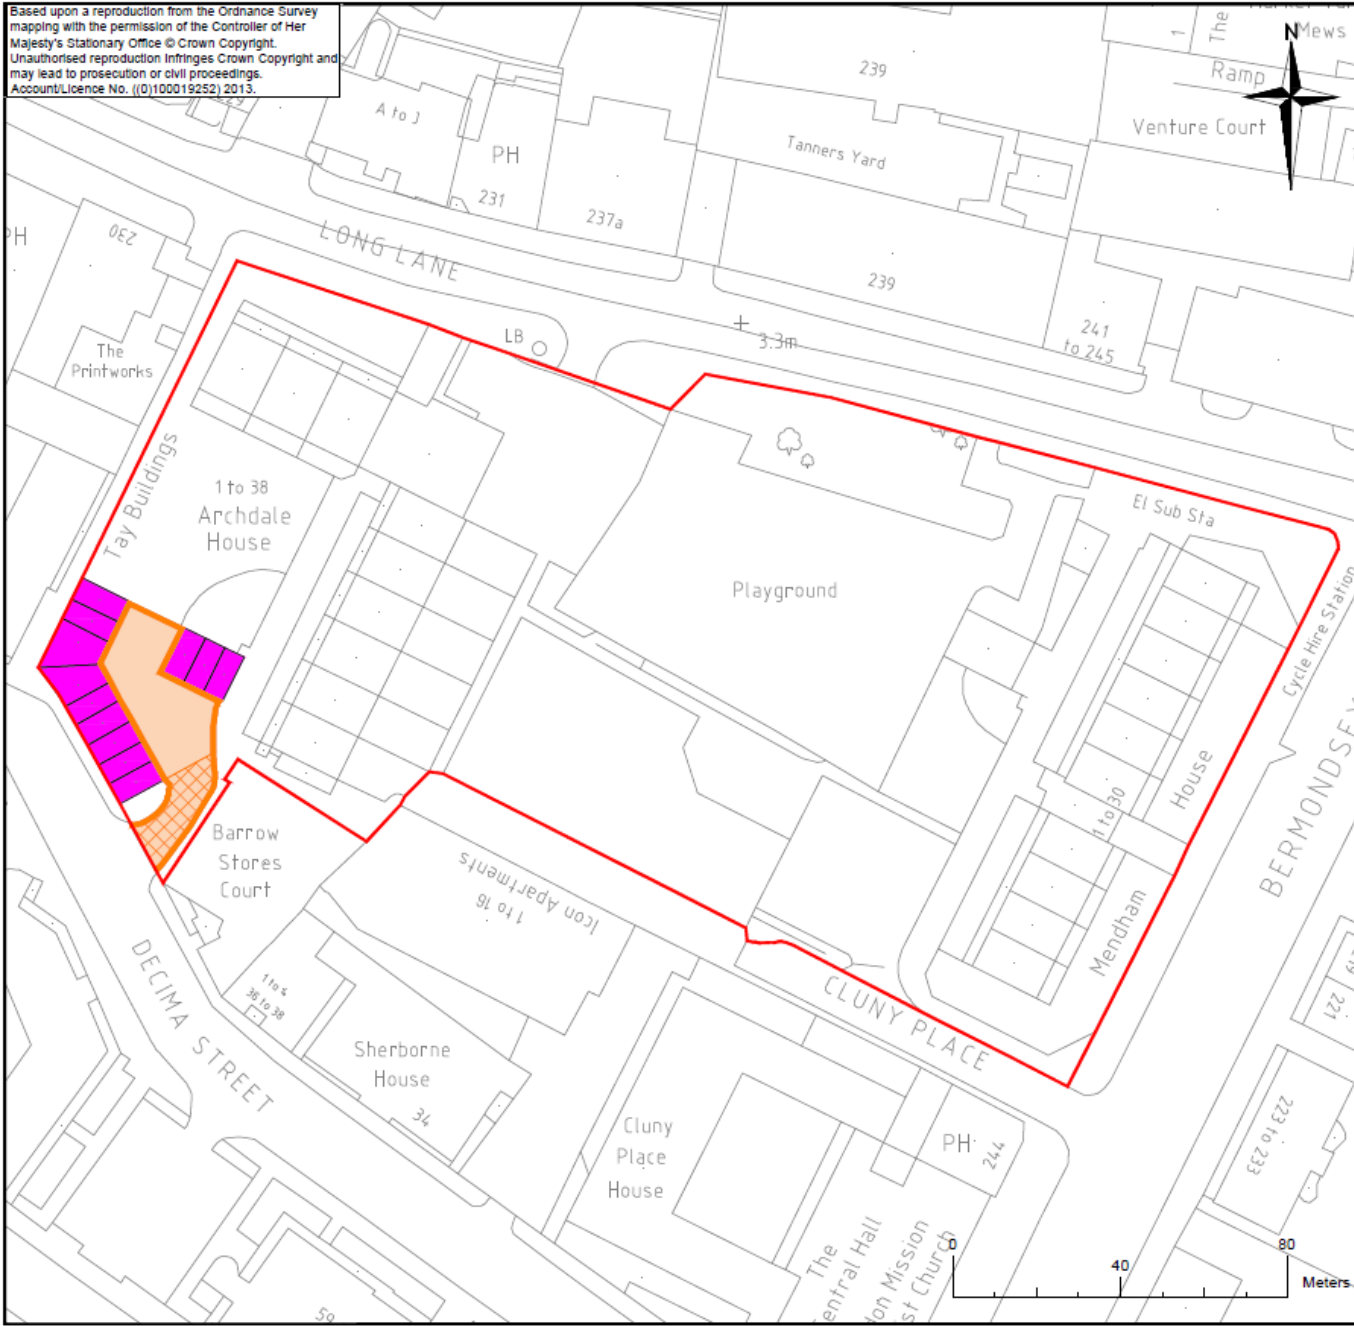 Based upon a reproduction from the Ordnance Survey
mapping with the permission of the Controller of Her
Majesty's Stationary Office © Crown Copyright.
Unauthorised reproduction infringes Crown Copyright and
may lead to prosecution or civil proceedings.
Account/Licence No. ((0)100019252) 2013.
N
Mews
The
1
Ramp
Venture Court
239
A to J
PH
231
237a
Tanners Yard
239
241
to 245
PH
230
LONG LANE
The
Printworks
LB
3.3m
Tay Buildings
1 to 38
Archdale
House
Playground
El Sub Sta
Cycle Hire Station
BERMONDSEY
1 to 30
Mendham
House
Barrow
Stores
Court
Icon Apartments
1 to 16
CLUNY PLACE
DECIMA STREET
1 to 4
36 to 38
Sherborne
House
34
Cluny
Place
House
PH
244
219
221
223 to 233
The
entral Hall
on Mission
st Church
59
0
40
80
Meters